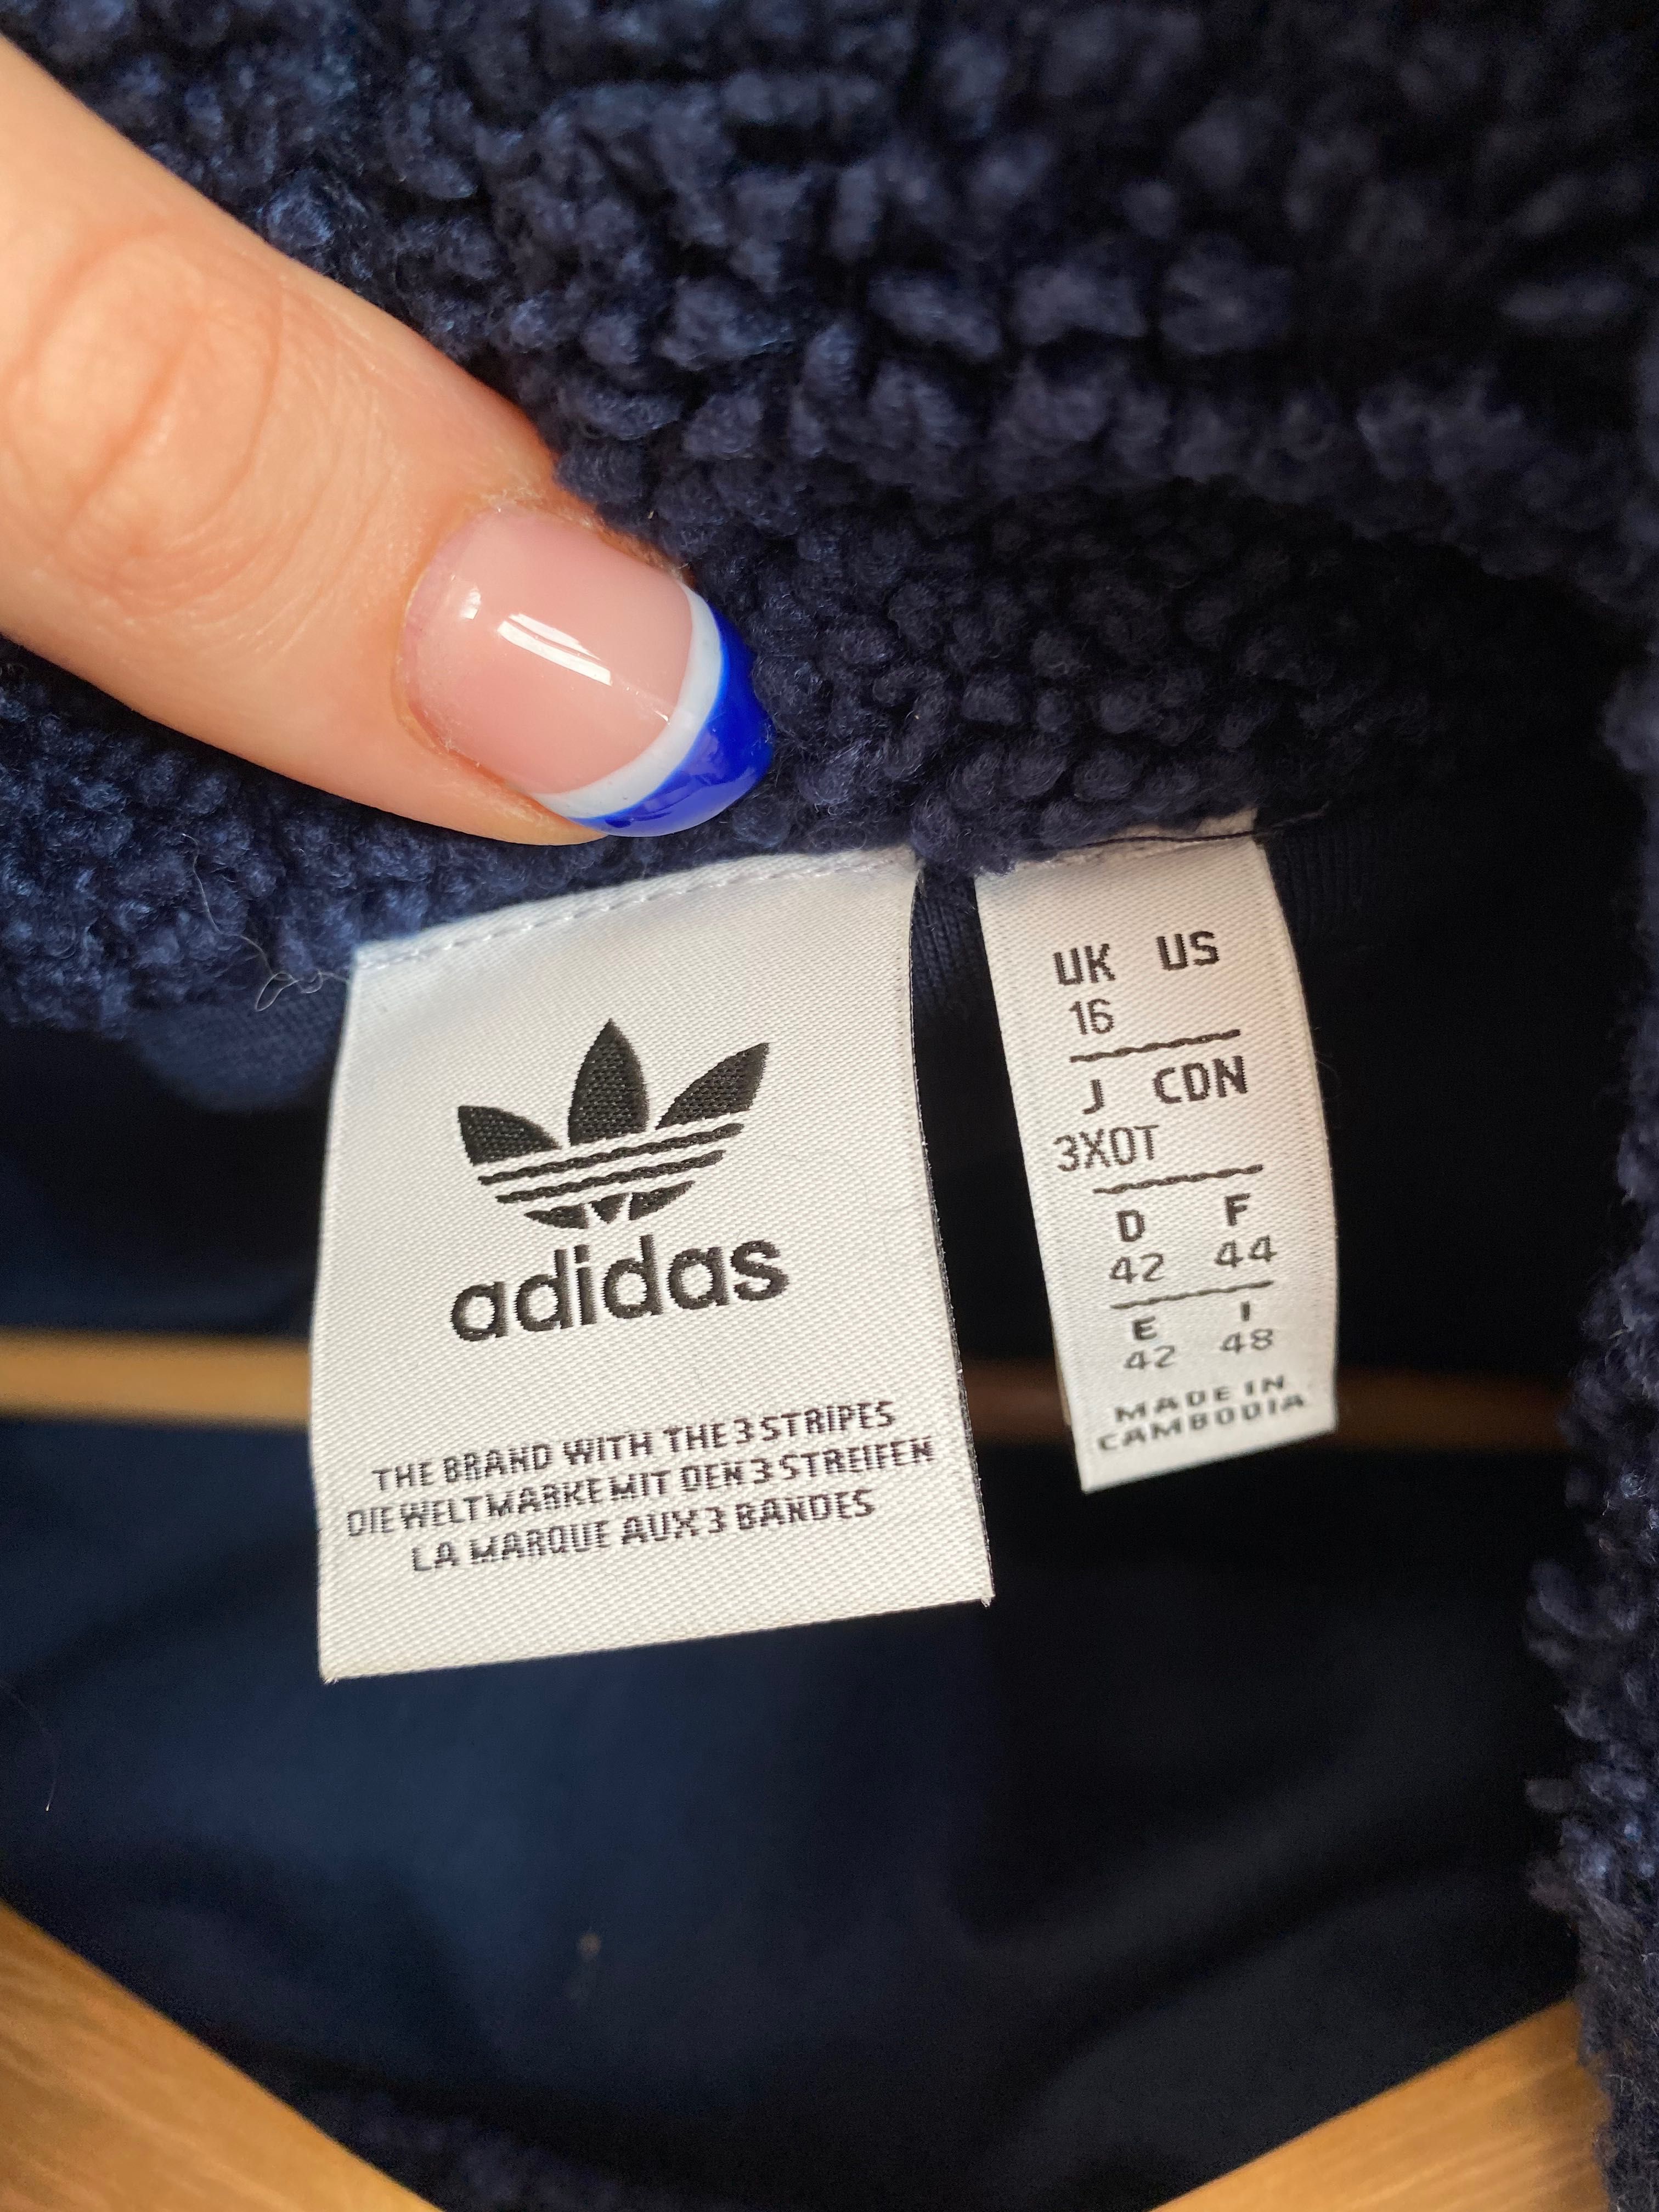 adidas
THE BRAND WITH THE 3 STRIPES
DIE WELTMARKE MIT DEN 3 STREIFEN
LA MARQUE AUX 3 BANDES
UK US
16
J CDN
3XOT
D F
42 44
E I
42 48
MADE IN
CAMBODIA